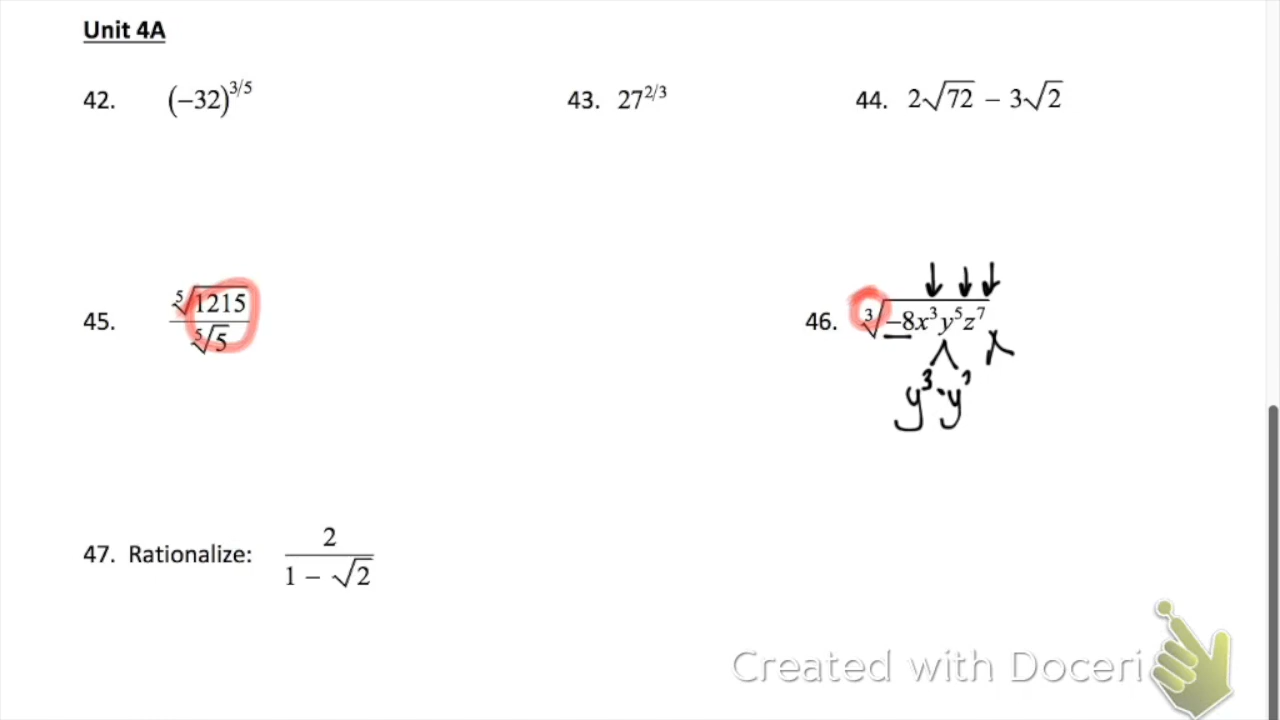 Unit 4A
42. (−32)^{3/5} 43. 27^{2/3} 44. 2√72 − 3√2
45. ⁵√1215 / ⁵√5 46. ³√−8x³y⁵z⁷
y³·y²
47. Rationalize: 2 / 1 − √2
Created with Doceri